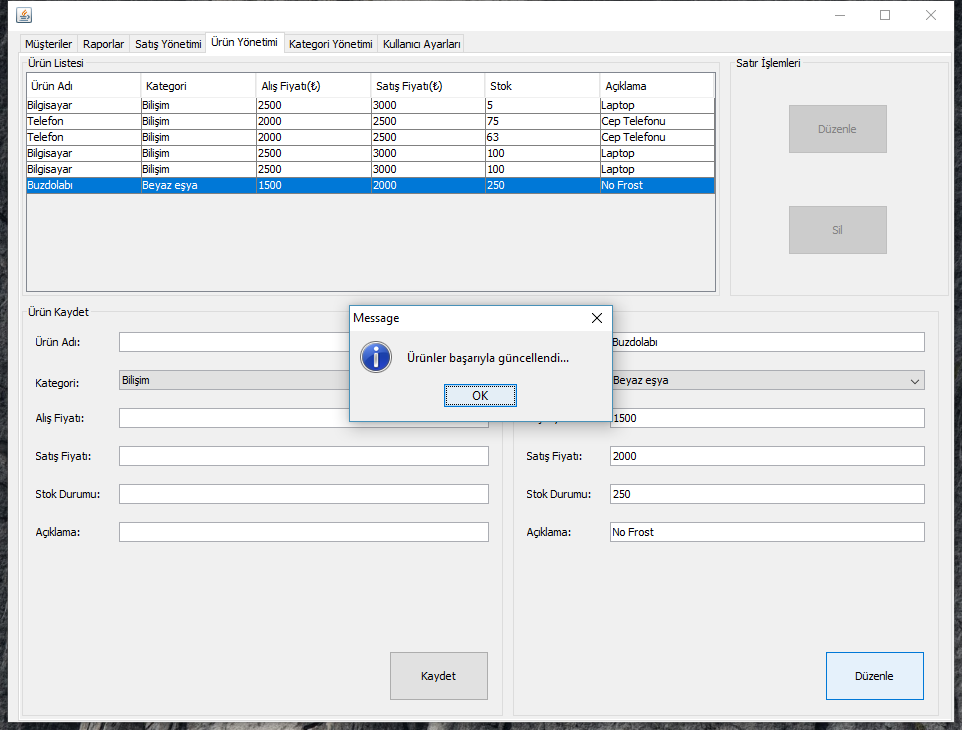 Müşteriler Raporlar Satış Yönetimi Ürün Yönetimi Kategori Yönetimi Kullanıcı Ayarları
Ürün Listesi
Ürün Adı Kategori Alış Fiyatı(₺) Satış Fiyatı(₺) Stok Açıklama
Bilgisayar Bilişim 2500 3000 5 Laptop
Telefon Bilişim 2000 2500 75 Cep Telefonu
Telefon Bilişim 2000 2500 63 Cep Telefonu
Bilgisayar Bilişim 2500 3000 100 Laptop
Bilgisayar Bilişim 2500 3000 100 Laptop
Buzdolabı Beyaz eşya 1500 2000 250 No Frost
Satır İşlemleri
Düzenle
Sil
Ürün Kaydet
Ürün Adı:
Kategori: Bilişim
Alış Fiyatı:
Satış Fiyatı:
Stok Durumu:
Açıklama:
Kaydet
Message
Ürünler başarıyla güncellendi...
OK
Buzdolabı
Beyaz eşya
1500
Satış Fiyatı: 2000
Stok Durumu: 250
Açıklama: No Frost
Düzenle